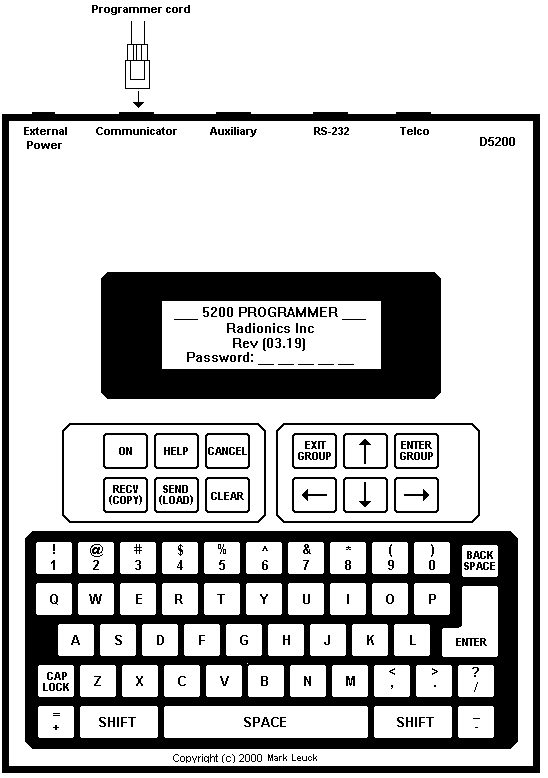 Programmer cord
External Power
Communicator
Auxiliary
RS-232
Telco
D5200
___ 5200 PROGRAMMER ___
Radionics Inc
Rev (03.19)
Password: __ __ __ __ __
ON
HELP
CANCEL
EXIT GROUP
ENTER GROUP
RECV (COPY)
SEND (LOAD)
CLEAR
! @ # $ % ^ & * ( )
1 2 3 4 5 6 7 8 9 0
BACK SPACE
Q W E R T Y U I O P
A S D F G H J K L
ENTER
CAP LOCK
Z X C V B N M
< > ?
, . /
=
+
SHIFT
SPACE
SHIFT
_
-
Copyright (c) 2000 Mark Leuck